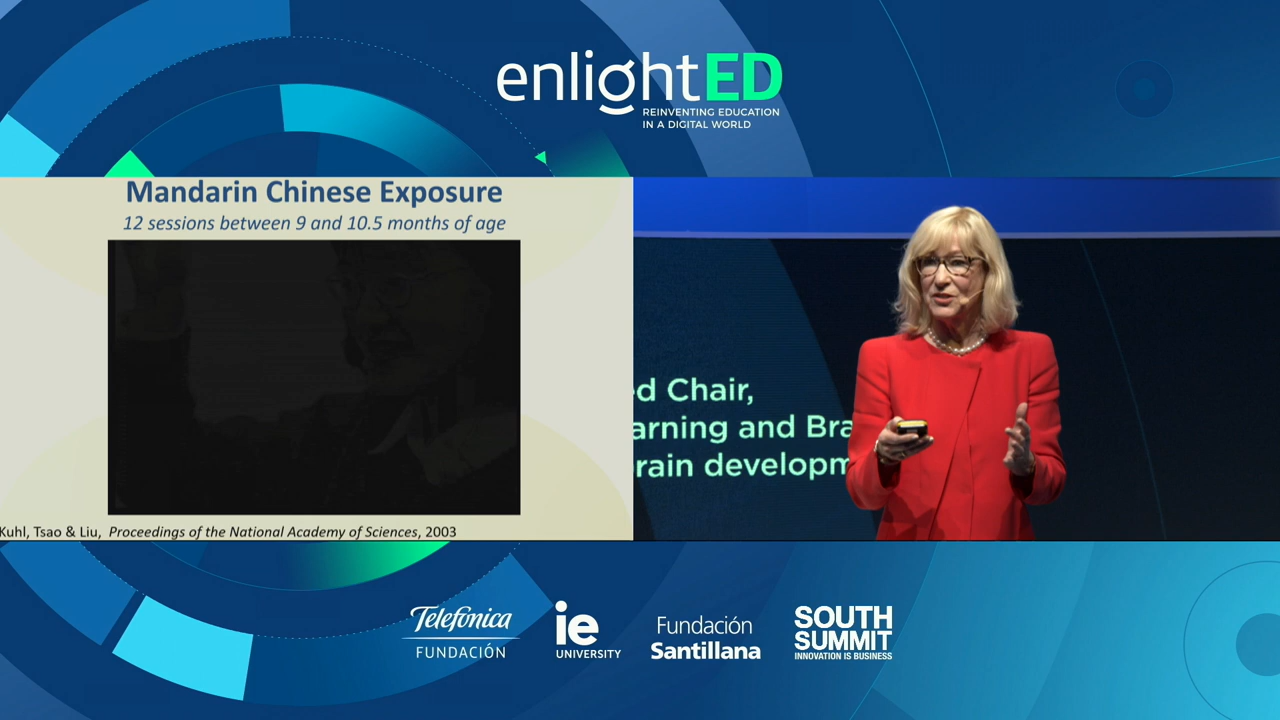 enlightED
REINVENTING EDUCATION
IN A DIGITAL WORLD
Mandarin Chinese Exposure
12 sessions between 9 and 10.5 months of age
Kuhl, Tsao & Liu, Proceedings of the National Academy of Sciences, 2003
ed Chair,
arning and Bra
rain developm
Telefónica
FUNDACIÓN
ie
UNIVERSITY
Fundación
Santillana
SOUTH
SUMMIT
INNOVATION IS BUSINESS